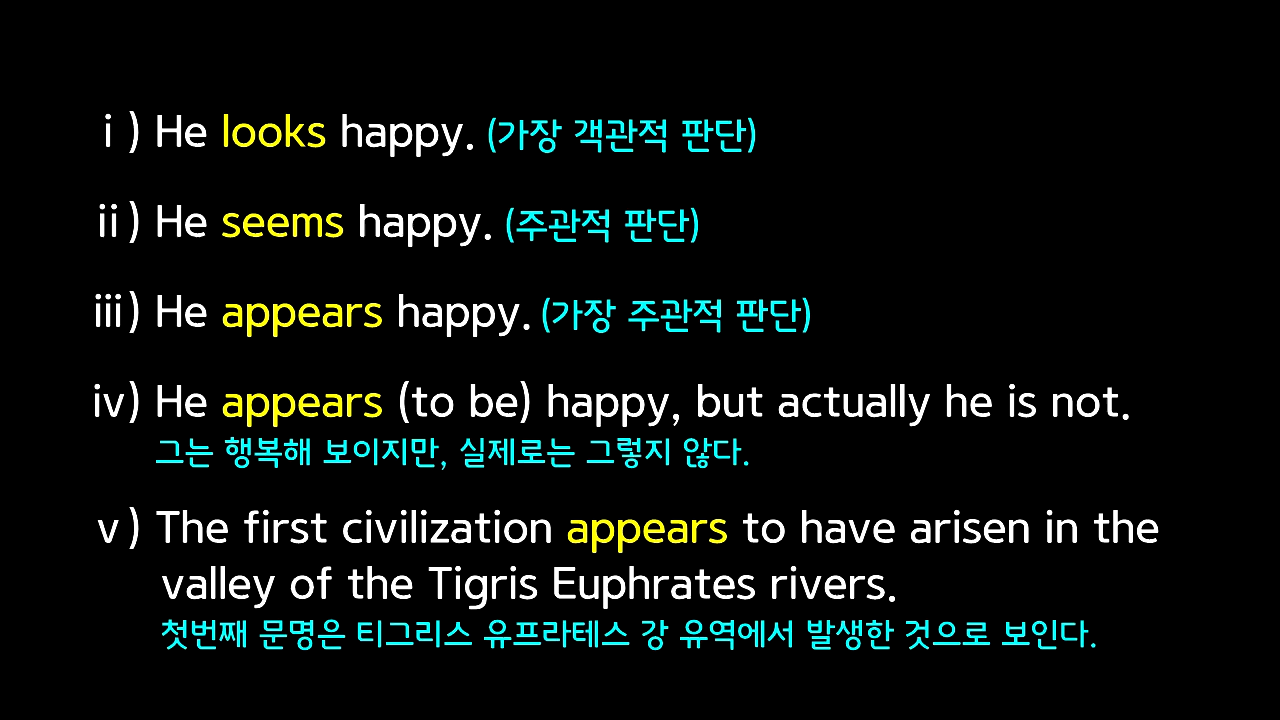 i ) He looks happy. (가장 객관적 판단)
ii ) He seems happy. (주관적 판단)
iii ) He appears happy. (가장 주관적 판단)
iv) He appears (to be) happy, but actually he is not.
그는 행복해 보이지만, 실제로는 그렇지 않다.
v ) The first civilization appears to have arisen in the
valley of the Tigris Euphrates rivers.
첫번째 문명은 티그리스 유프라테스 강 유역에서 발생한 것으로 보인다.